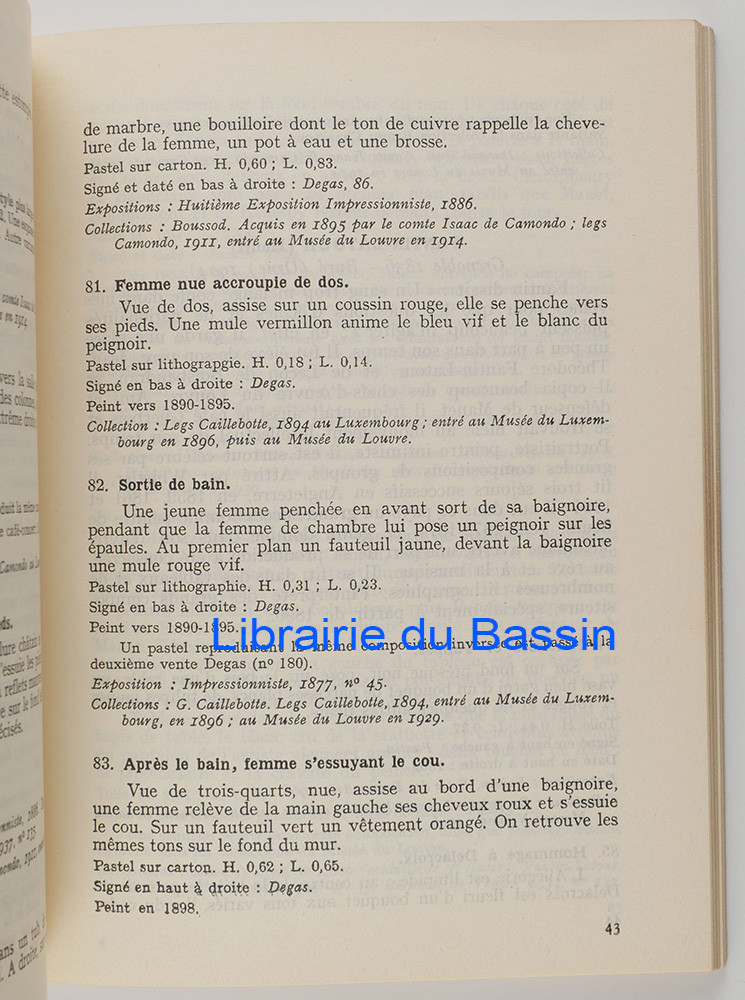 de marbre, une bouilloire dont le ton de cuivre rappelle la cheve-
lure de la femme, un pot à eau et une brosse.
Pastel sur carton. H. 0,60 ; L. 0,83.
Signé et daté en bas à droite : Degas, 86.
Expositions : Huitième Exposition Impressionniste, 1886.
Collections : Boussod. Acquis en 1895 par le comte Isaac de Camondo ; legs
Camondo, 1911, entré au Musée du Louvre en 1914.
81. Femme nue accroupie de dos.
Vue de dos, assise sur un coussin rouge, elle se penche vers
ses pieds. Une mule vermillon anime le bleu vif et le blanc du
peignoir.
Pastel sur lithograpgie. H. 0,18 ; L. 0,14.
Signé en bas à droite : Degas.
Peint vers 1890-1895.
Collection : Legs Caillebotte, 1894 au Luxembourg ; entré au Musée du Luxem-
bourg en 1896, puis au Musée du Louvre.
82. Sortie de bain.
Une jeune femme penchée en avant sort de sa baignoire,
pendant que la femme de chambre lui pose un peignoir sur les
épaules. Au premier plan un fauteuil jaune, devant la baignoire
une mule rouge vif.
Pastel sur lithographie. H. 0,31 ; L. 0,23.
Signé en bas à droite : Degas.
Peint vers 1890-1895.
Librairie du Bassin
Un pastel reproduisant la même composition inversée est passé à la
deuxième vente Degas (nº 180).
Exposition : Impressionniste, 1877, nº 45.
Collections : G. Caillebotte. Legs Caillebotte, 1894, entré au Musée du Luxem-
bourg, en 1896 ; au Musée du Louvre en 1929.
83. Après le bain, femme s'essuyant le cou.
Vue de trois-quarts, nue, assise au bord d'une baignoire,
une femme relève de la main gauche ses cheveux roux et s'essuie
le cou. Sur un fauteuil vert un vêtement orangé. On retrouve les
mêmes tons sur le fond du mur.
Pastel sur carton. H. 0,62 ; L. 0,65.
Signé en haut à droite : Degas.
Peint en 1898.
43